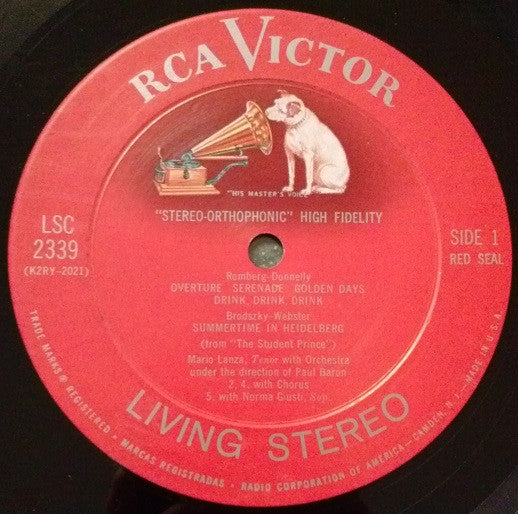 RCA VICTOR
"HIS MASTER'S VOICE"
"STEREO-ORTHOPHONIC" HIGH FIDELITY
LSC
2339
(K2RY-2021)
SIDE 1
RED SEAL
Romberg-Donnelly
OVERTURE SERENADE GOLDEN DAYS
DRINK, DRINK, DRINK
Brodszky-Webster
SUMMERTIME IN HEIDELBERG
(from "The Student Prince")
Mario Lanza, Tenor with Orchestra
under the direction of Paul Baron
2, 4, with Chorus
5, with Norma Giusti, Sop.
LIVING STEREO
TRADE MARKS ® REGISTERED • MARCAS REGISTRADAS • RADIO CORPORATION OF AMERICA—CAMDEN, N. J.—MADE IN U.S.A.